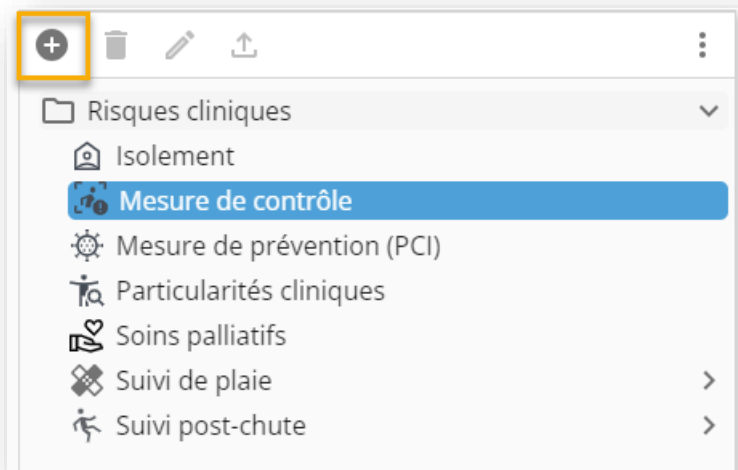 Risques cliniques
Isolement
Mesure de contrôle
Mesure de prévention (PCI)
Particularités cliniques
Soins palliatifs
Suivi de plaie
Suivi post-chute